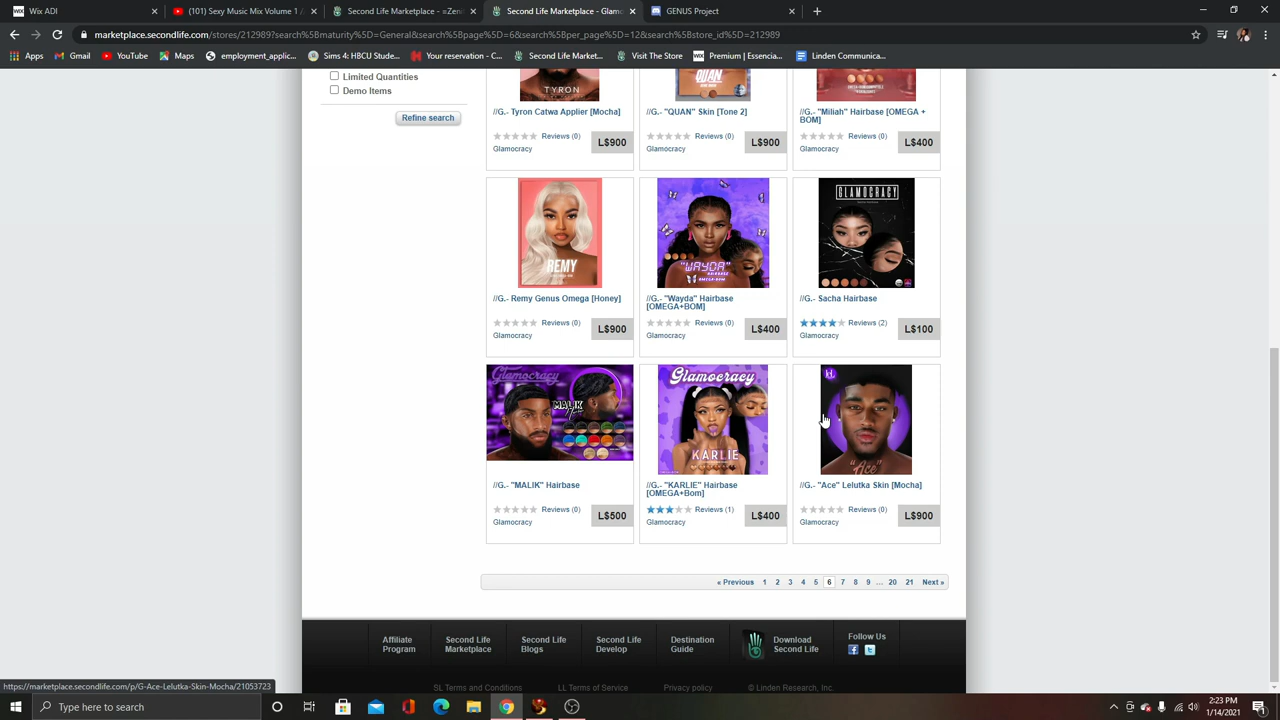 WIX ADI
(101) Sexy Music Mix Volume
Second Life Marketplace - =Zen
Discord
marketplace.secondlife.com/stores/212989?search%5Bmaturity%5D=General&search%5Bpage%5D=6&search%5Bper_page%5D=12&search%5Bstore_id%5D=212989
Apps
Gmail
YouTube
Maps
employment_applic...
Sims 4: HBCU Stude...
Your reservation - C...
Second Life Market...
Visit The Store
Premium | Essencia...
Linden Communica...
Limited Quantities
Demo Items
Refine search
TYRON
QUAN
//G.- Tyron Catwa Applier [Mocha]
//G.- "QUAN" Skin [Tone 2]
//G.- "Miliah" Hairbase [OMEGA +
BOM]
Reviews (0)
L$900
Reviews (0)
L$900
Reviews (0)
L$400
Glamocracy
Glamocracy
Glamocracy
REMY
"WAYDA"
HAIRBASE
OMEGA-BOM
GLAMOCRACY
//G.- Remy Genus Omega [Honey]
//G.- "Wayda" Hairbase
[OMEGA+BOM]
//G.- Sacha Hairbase
Reviews (0)
L$900
Reviews (0)
L$400
Reviews (2)
L$100
Glamocracy
Glamocracy
Glamocracy
Glamocracy
MALIK
Glamocracy
KARLIE
"Ace"
//G.- "MALIK" Hairbase
//G.- "KARLIE" Hairbase
[OMEGA+Bom]
//G.- "Ace" Lelutka Skin [Mocha]
Reviews (0)
L$500
Reviews (1)
L$400
Reviews (0)
L$900
Glamocracy
Glamocracy
Glamocracy
« Previous 1 2 3 4 5 6 7 8 9 .... 20 21 Next »
Affiliate
Program
Second Life
Marketplace
Second Life
Blogs
Second Life
Develop
Destination
Guide
Download
Second Life
Follow Us
SL Terms and Conditions
LL Terms of Service
Privacy policy
© Linden Research, Inc.
https://marketplace.secondlife.com/p/G-Ace-Lelutka-Skin-Mocha/21053723
Type here to search
2:23 PM
1/14/2021